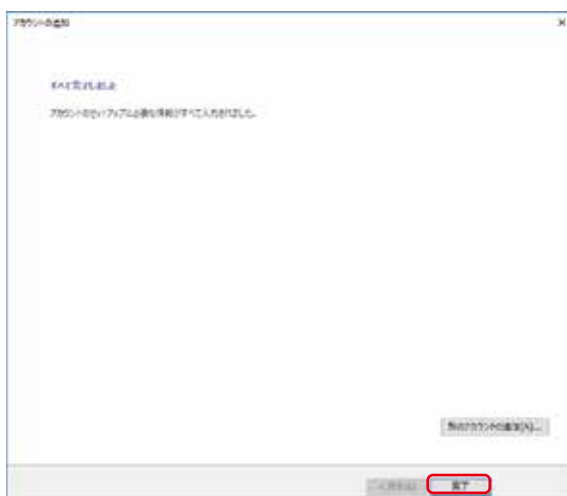 アカウントの追加
すべて完了しました
アカウントのセットアップに必要な情報がすべて入力されました。
別のアカウントの追加(A)...
< 戻る(B)
完了